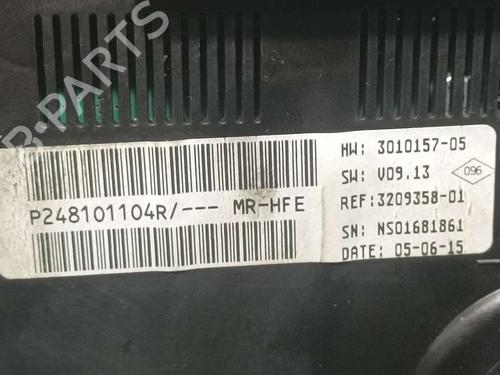 B-PARTS
P248101104R/--- MR-HFE
HW: 3010157-05
SW: V09.13
096
REF:3209358-01
SN: NS01681861
DATE: 05-06-15